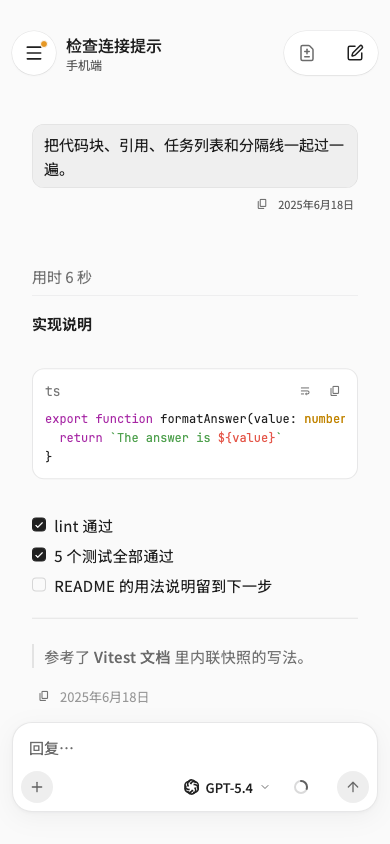 检查连接提示
手机端
把代码块、引用、任务列表和分隔线一起过一
遍。
2025年6月18日
用时 6 秒
实现说明
ts
export function formatAnswer(value: number
return `The answer is ${value}`
}
lint 通过
5 个测试全部通过
README 的用法说明留到下一步
参考了 Vitest 文档 里内联快照的写法。
2025年6月18日
回复…
GPT-5.4